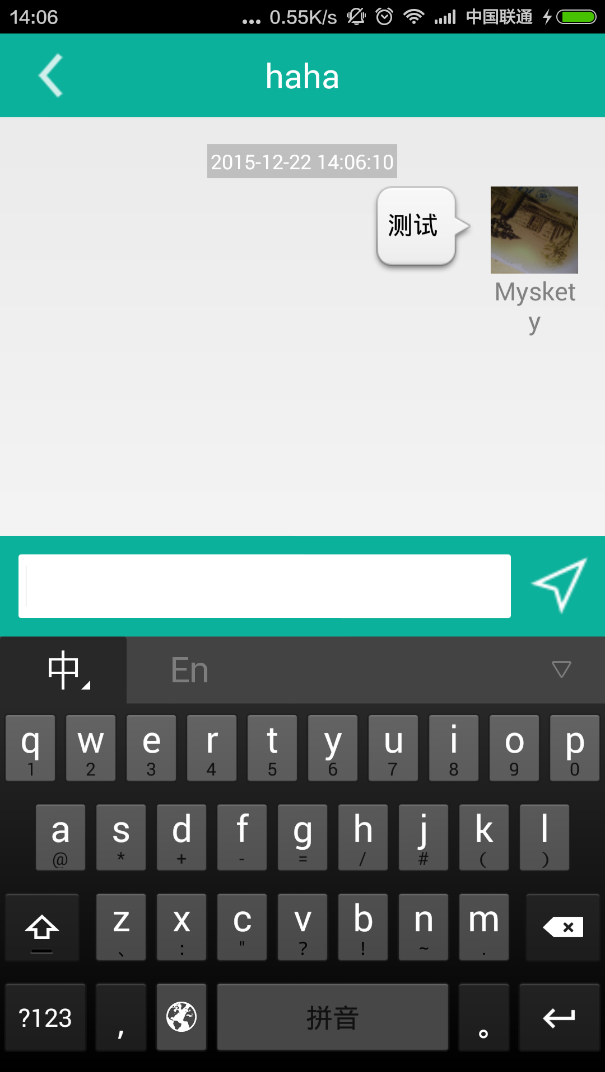 14:06 ... 0.55K/s 中国联通
haha
2015-12-22 14:06:10
测试
Mysket
y
中 En
q w e r t y u i o p
1 2 3 4 5 6 7 8 9 0
a s d f g h j k l
@ * + - = / # ( )
z x c v b n m
、 : " ? ! ~ .
?123 , 拼音 。